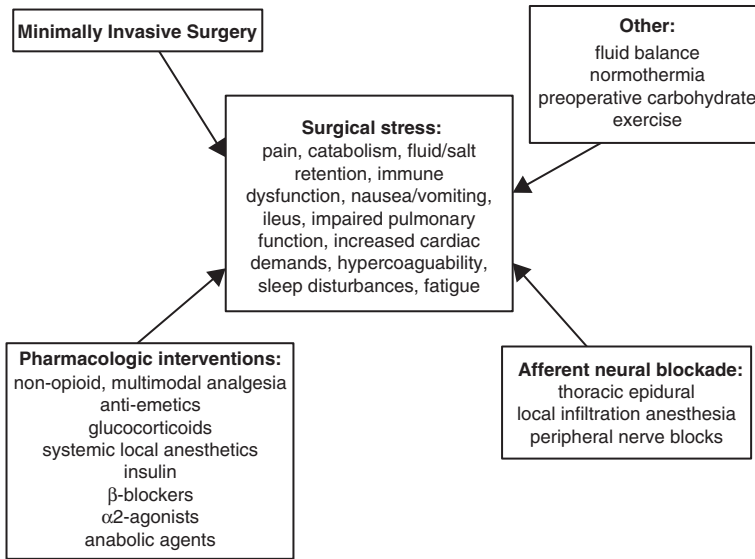 Minimally Invasive Surgery
Other:
fluid balance
normothermia
preoperative carbohydrate
exercise
Surgical stress:
pain, catabolism, fluid/salt
retention, immune
dysfunction, nausea/vomiting,
ileus, impaired pulmonary
function, increased cardiac
demands, hypercoaguability,
sleep disturbances, fatigue
Pharmacologic interventions:
non-opioid, multimodal analgesia
anti-emetics
glucocorticoids
systemic local anesthetics
insulin
β-blockers
α2-agonists
anabolic agents
Afferent neural blockade:
thoracic epidural
local infiltration anesthesia
peripheral nerve blocks